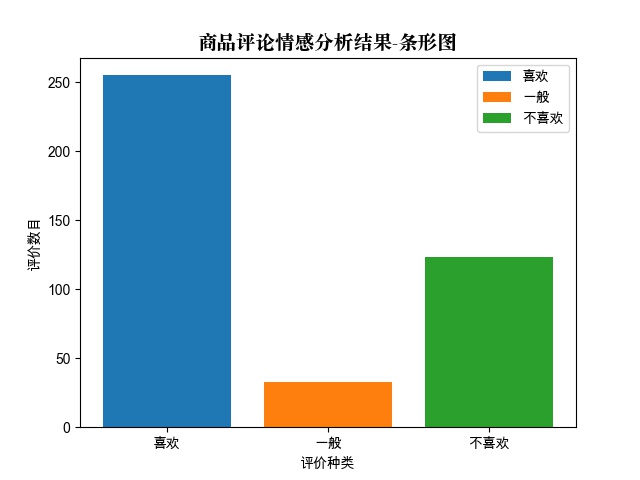 商品评论情感分析结果-条形图
喜欢
一般
不喜欢
250
200
150
100
50
0
评价数目
喜欢 一般 不喜欢
评价种类